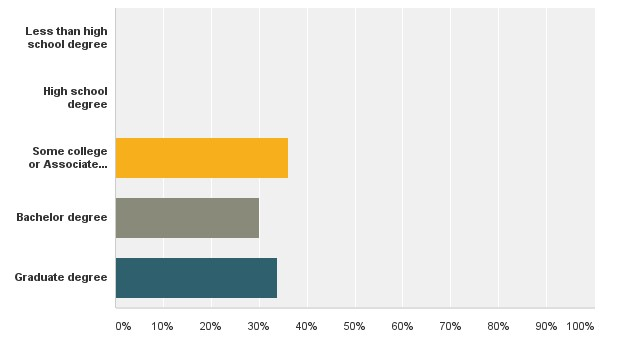 Less than high
school degree
High school
degree
Some college
or Associate...
Bachelor degree
Graduate degree
0% 10% 20% 30% 40% 50% 60% 70% 80% 90% 100%